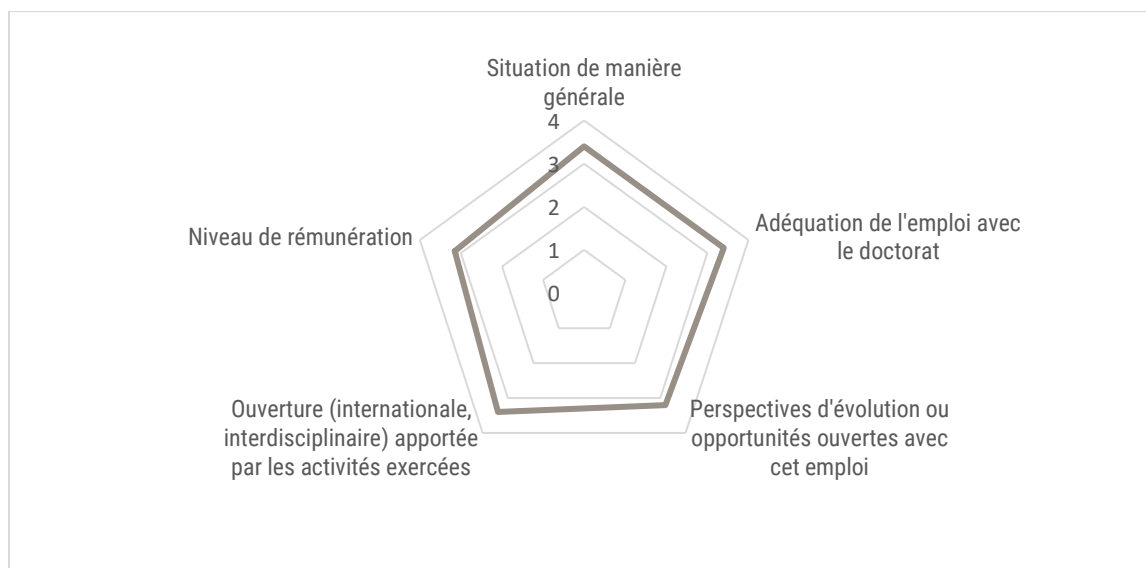 Situation de manière
générale
4
3
2
1
0
Adéquation de l'emploi avec
le doctorat
Niveau de rémunération
Perspectives d'évolution ou
opportunités ouvertes avec
cet emploi
Ouverture (internationale,
interdisciplinaire) apportée
par les activités exercées